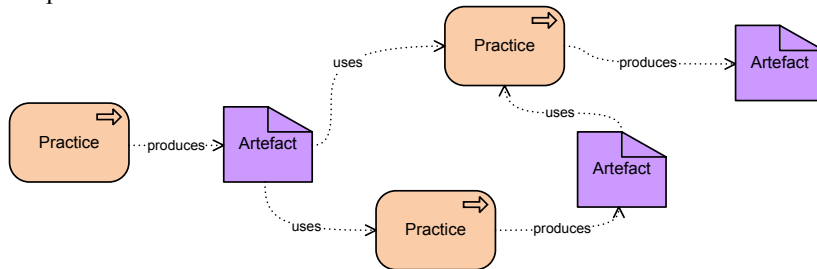 Practice
produces
Artefact
uses
uses
Practice
produces
Artefact
uses
Artefact
Practice
produces